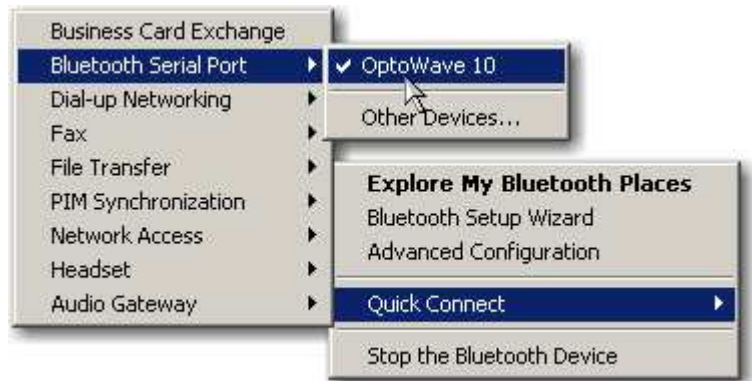 Business Card Exchange
Bluetooth Serial Port
Dial-up Networking
Fax
File Transfer
PIM Synchronization
Network Access
Headset
Audio Gateway
OptoWave 10
Other Devices...
Explore My Bluetooth Places
Bluetooth Setup Wizard
Advanced Configuration
Quick Connect
Stop the Bluetooth Device